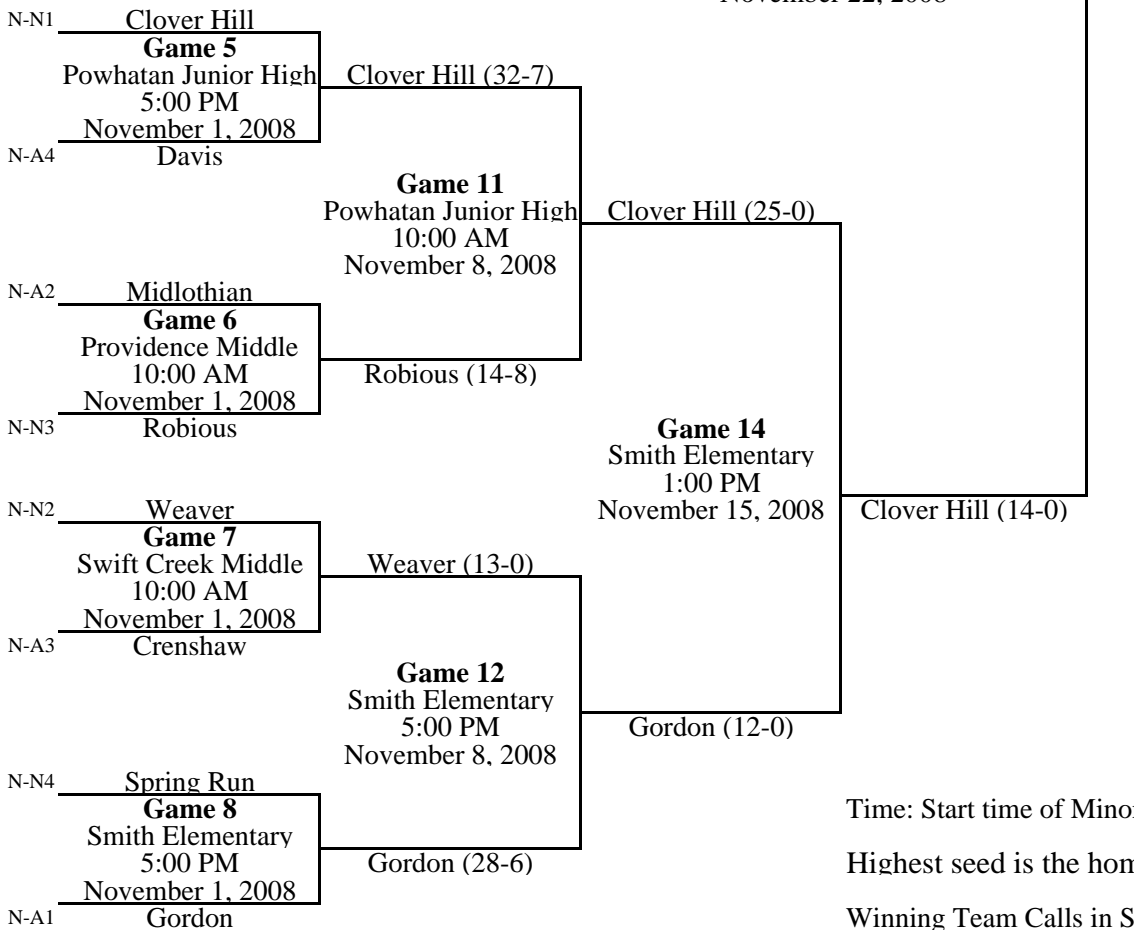 November 22, 2008
N-N1 Clover Hill
Game 5
Powhatan Junior High
5:00 PM
November 1, 2008
N-A4 Davis
Clover Hill (32-7)
Game 11
Powhatan Junior High
10:00 AM
November 8, 2008
Clover Hill (25-0)
N-A2 Midlothian
Game 6
Providence Middle
10:00 AM
November 1, 2008
N-N3 Robious
Robious (14-8)
Game 14
Smith Elementary
1:00 PM
November 15, 2008
Clover Hill (14-0)
N-N2 Weaver
Game 7
Swift Creek Middle
10:00 AM
November 1, 2008
N-A3 Crenshaw
Weaver (13-0)
Game 12
Smith Elementary
5:00 PM
November 8, 2008
Gordon (12-0)
N-N4 Spring Run
Game 8
Smith Elementary
5:00 PM
November 1, 2008
N-A1 Gordon
Gordon (28-6)
Time: Start time of
Highest seed is the
Winning Team Calls in